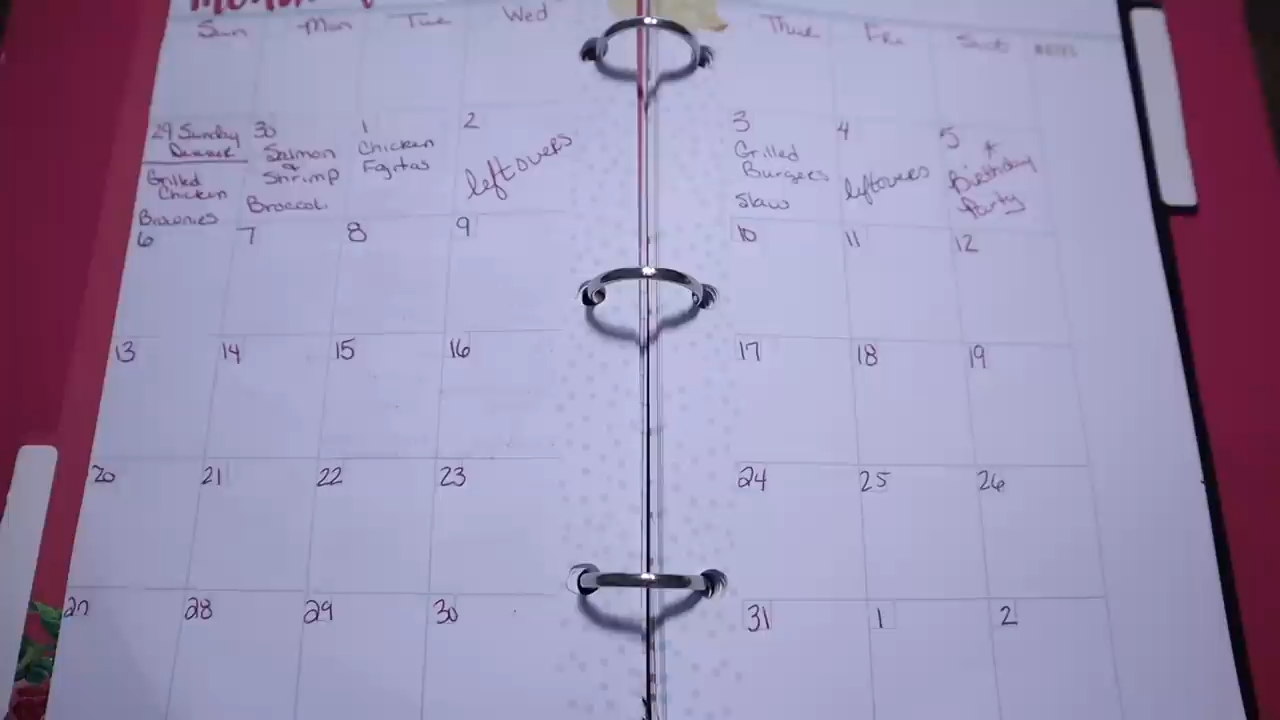 Sun Mon Tue Wed Thur Fri Sat NOTES
29 Sunday Dinner
Grilled
Chicken
Brownies
30
Salmon
&
Shrimp
Broccoli
1
Chicken
Fajitas
2
leftovers
3
Grilled
Burgers
Slaw
4
leftovers
5 *
Birthday
Party
6 7 8 9 10 11 12
13 14 15 16 17 18 19
20 21 22 23 24 25 26
27 28 29 30 31 1 2